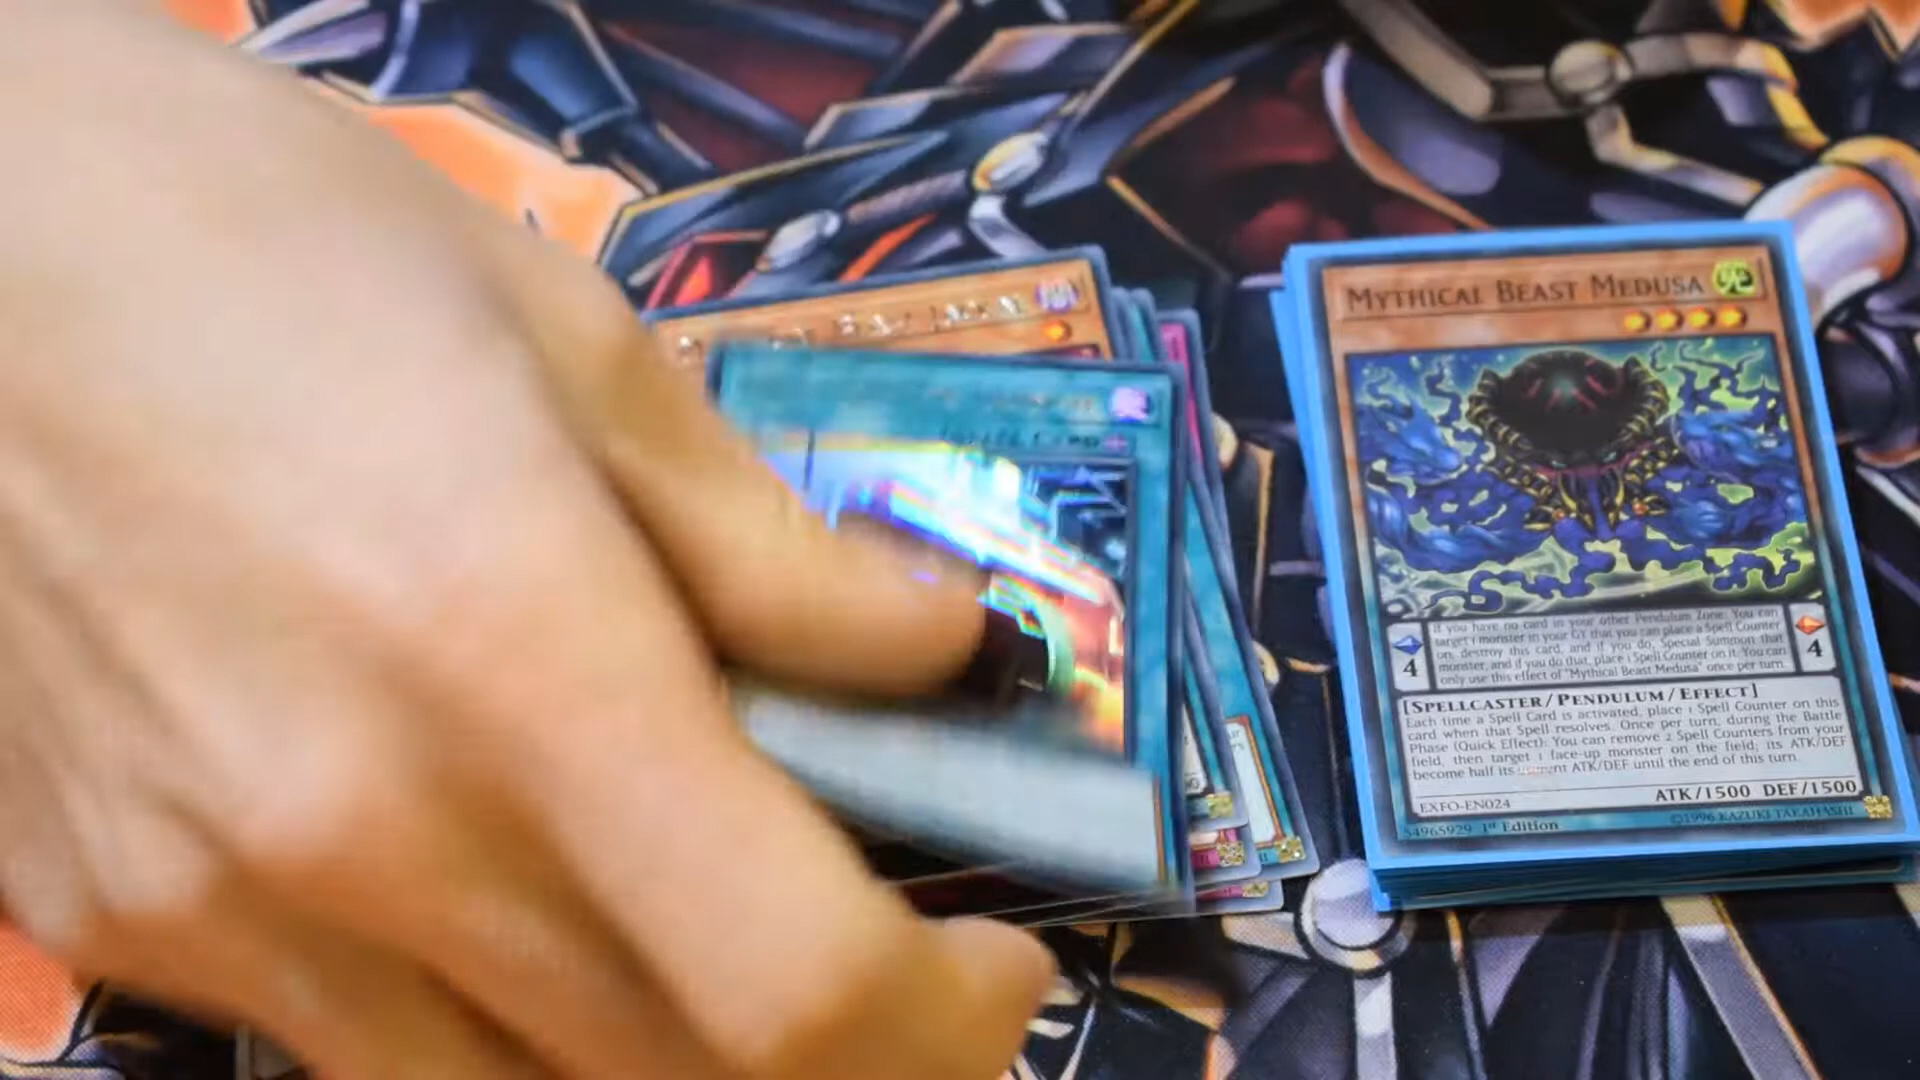 MYTHICAL BEAST MEDUSA
If you have no card in your other Pendulum Zone: You can
target 1 monster in your GY that you can place a Spell Counter
on; destroy this card, and if you do, Special Summon that
monster, and if you do that, place 1 Spell Counter on it. You can
only use this effect of "Mythical Beast Medusa" once per turn.
4
4
[SPELLCASTER/PENDULUM/EFFECT]
Each time a Spell Card is activated, place 1 Spell Counter on this
card when that Spell resolves. Once per turn, during the Battle
Phase (Quick Effect): You can remove 2 Spell Counters from your
field, then target 1 face-up monster on the field; its ATK/DEF
become half its current ATK/DEF until the end of this turn.
ATK/1500 DEF/1500
EXFO-EN024
54965929 1st Edition
©1996 KAZUKI TAKAHASHI